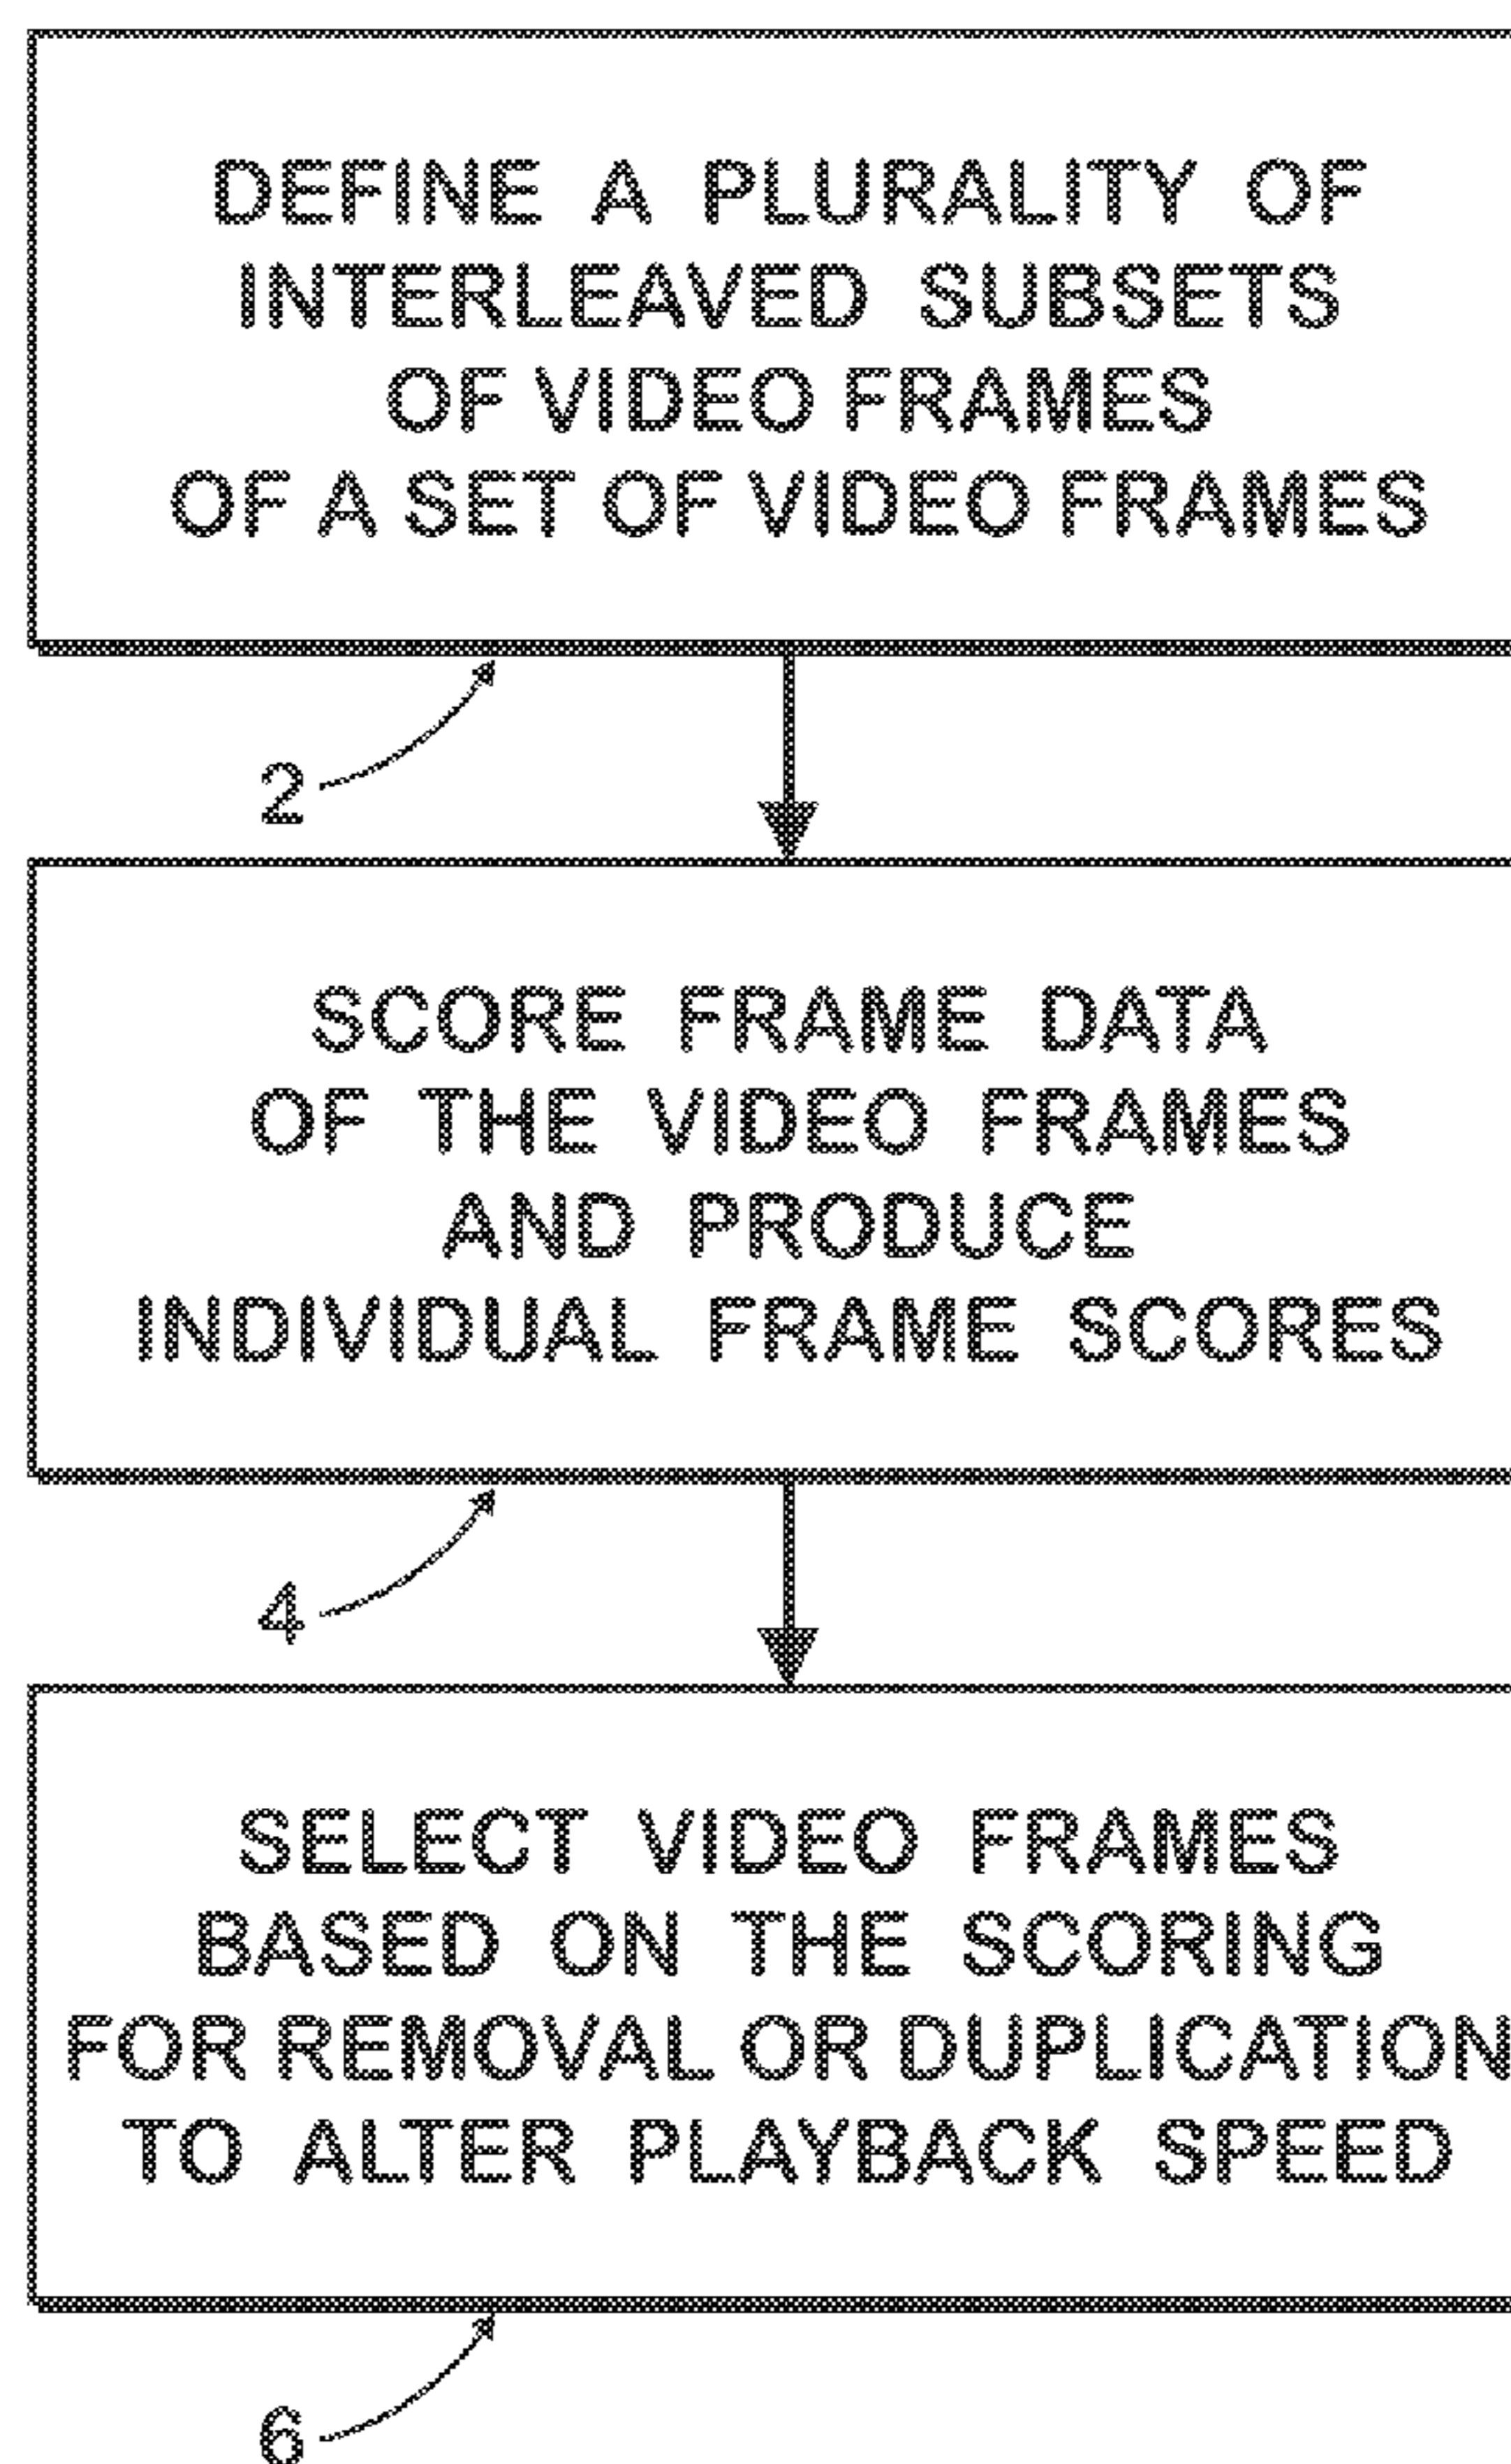 DEFINE A PLURALITY OF
INTERLEAVED SUBSETS
OF VIDEO FRAMES
OF A SET OF VIDEO FRAMES
2
SCORE FRAME DATA
OF THE VIDEO FRAMES
AND PRODUCE
INDIVIDUAL FRAME SCORES
4
SELECT VIDEO FRAMES
BASED ON THE SCORING
FOR REMOVAL OR DUPLICATION
TO ALTER PLAYBACK SPEED
6